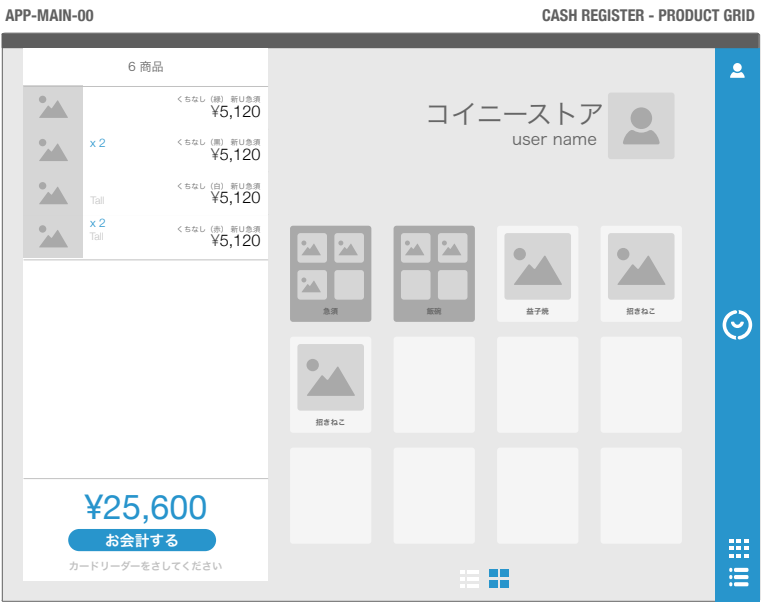 APP-MAIN-00
CASH REGISTER - PRODUCT GRID
6 商品
くちなし（緑） 新U急須
¥5,120
x 2
くちなし（黒） 新U急須
¥5,120
くちなし（白） 新U急須
Tall
¥5,120
x 2
くちなし（赤） 新U急須
Tall
¥5,120
¥25,600
お会計する
カードリーダーをさしてください
コイニーストア
user name
急須
飯碗
益子焼
招きねこ
招きねこ